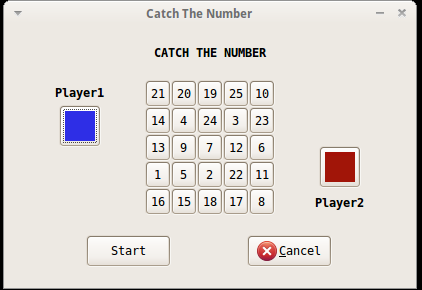 Catch The Number
CATCH THE NUMBER
Player1
21 20 19 25 10
14 4 24 3 23
13 9 7 12 6
1 5 2 22 11
16 15 18 17 8
Player2
Start Cancel